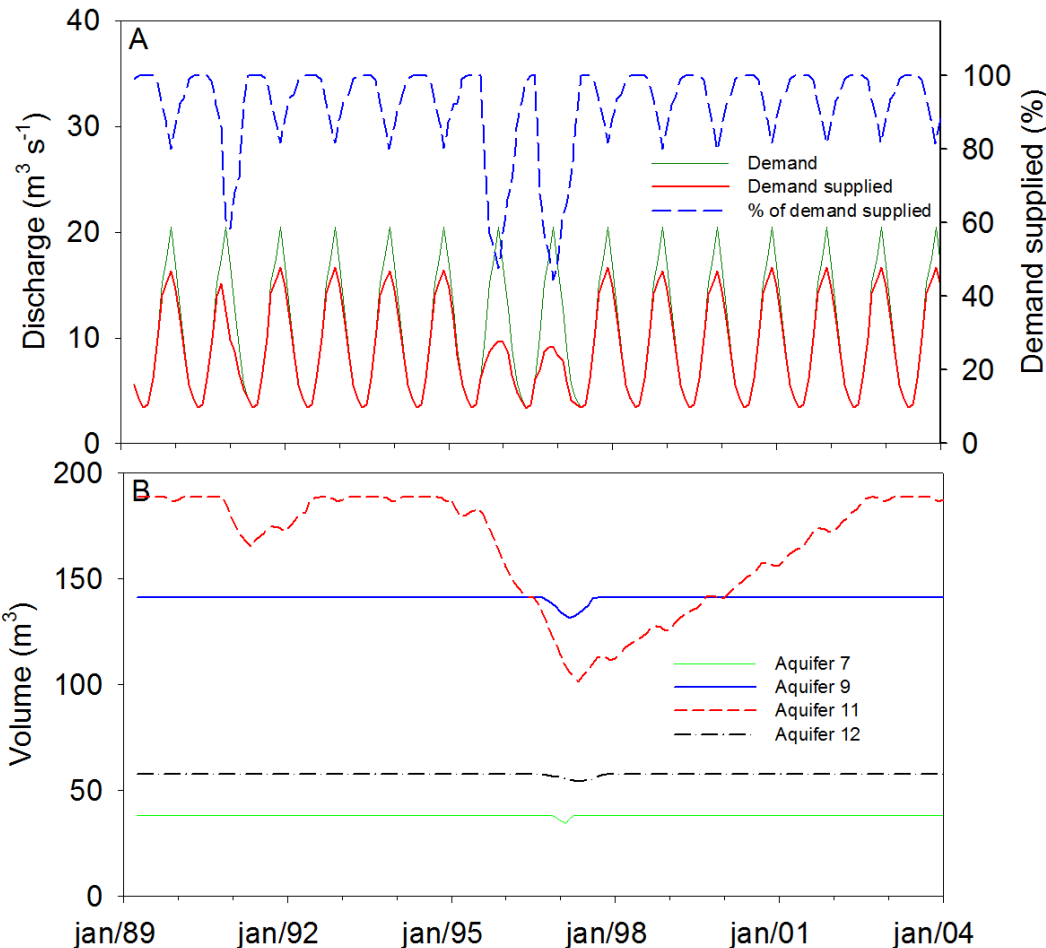 A
40
30
20
10
0
Discharge (m³ s⁻¹)
100
80
60
40
20
0
Demand supplied (%)
Demand
Demand supplied
% of demand supplied
B
200
150
100
50
0
Volume (m³)
Aquifer 7
Aquifer 9
Aquifer 11
Aquifer 12
jan/89 jan/92 jan/95 jan/98 jan/01 jan/04